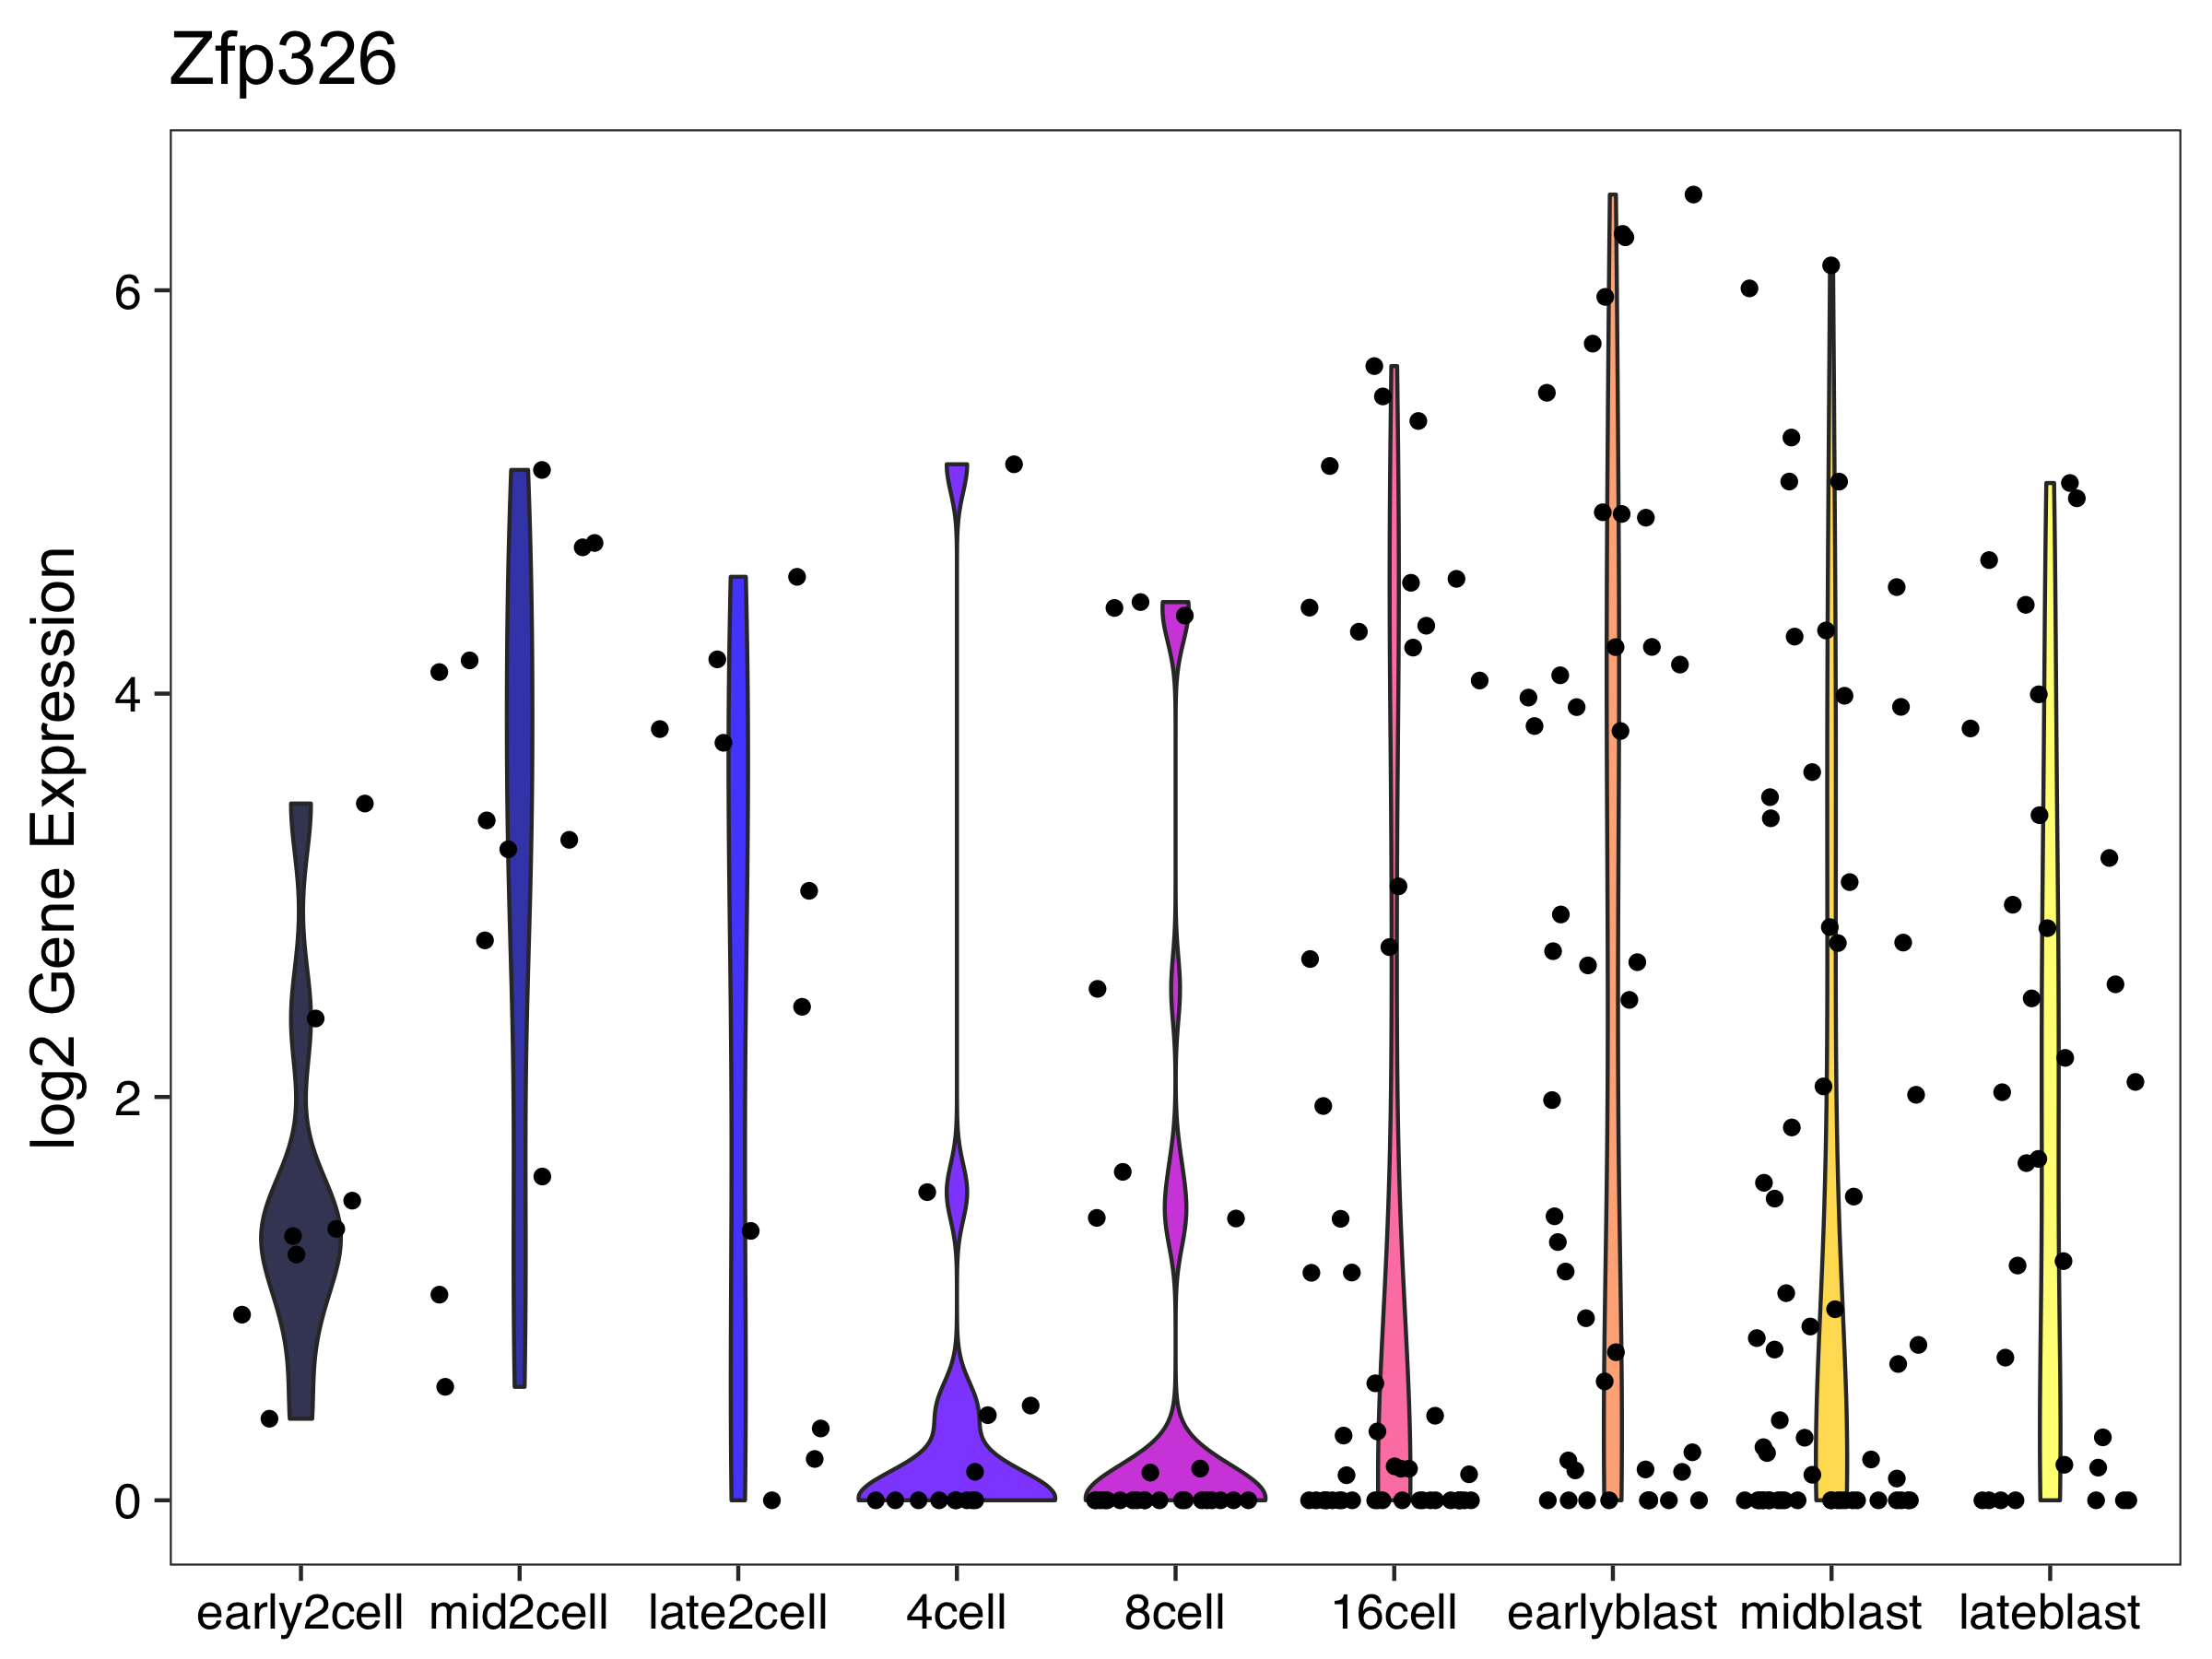 Zfp326
log2 Gene Expression
6
4
2
0
early2cell mid2cell late2cell 4cell 8cell 16cell earlyblast midblast lateblast